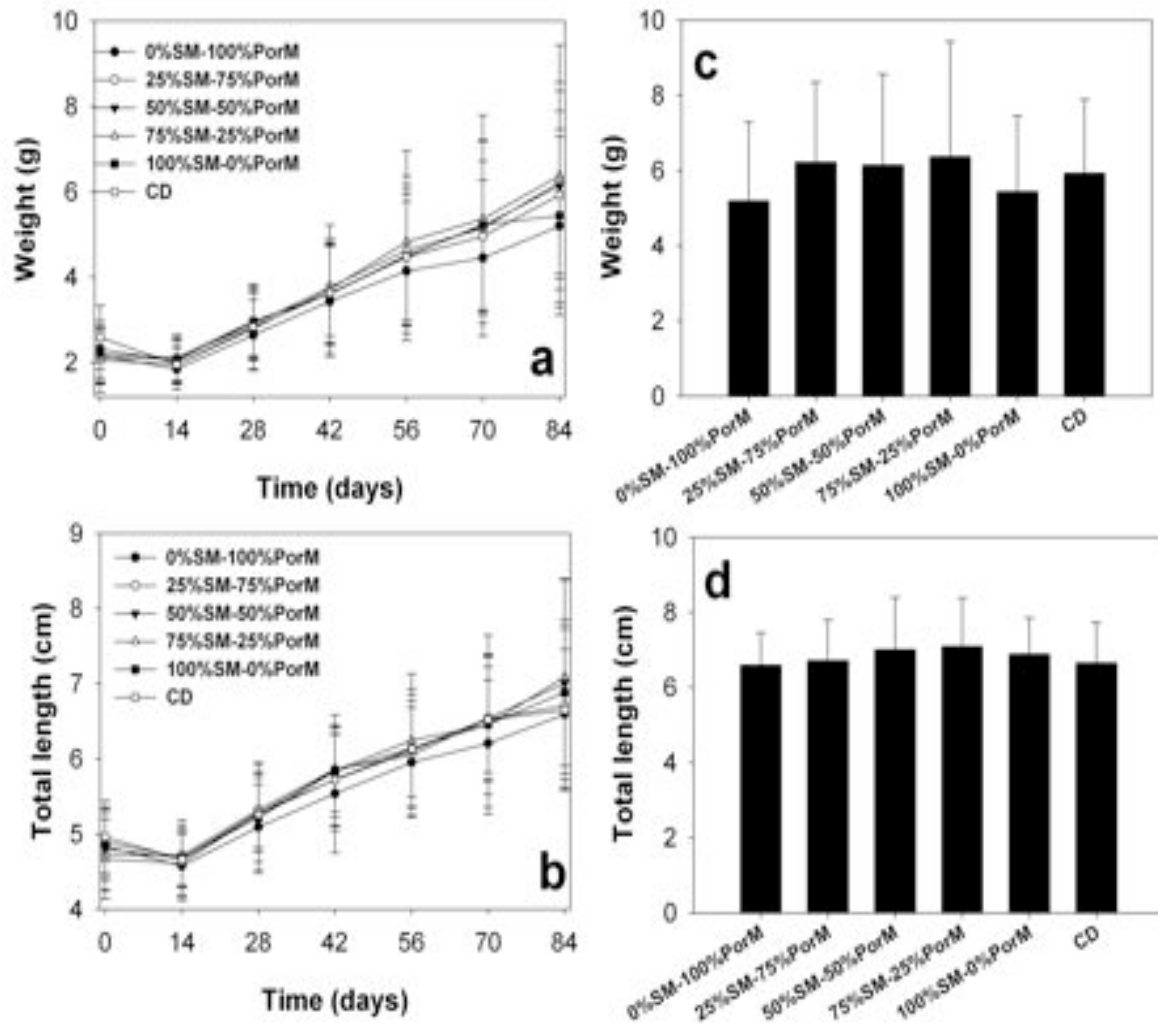 10
8
6
4
2
Weight (g)
0%SM-100%PorM
25%SM-75%PorM
50%SM-50%PorM
75%SM-25%PorM
100%SM-0%PorM
CD
a
0 14 28 42 56 70 84
Time (days)
10
8
6
4
2
0
Weight (g)
c
0%SM-100%PorM
25%SM-75%PorM
50%SM-50%PorM
75%SM-25%PorM
100%SM-0%PorM
CD
9
8
7
6
5
4
Total length (cm)
0%SM-100%PorM
25%SM-75%PorM
50%SM-50%PorM
75%SM-25%PorM
100%SM-0%PorM
CD
b
0 14 28 42 56 70 84
Time (days)
10
8
6
4
2
0
Total length (cm)
d
0%SM-100%PorM
25%SM-75%PorM
50%SM-50%PorM
75%SM-25%PorM
100%SM-0%PorM
CD